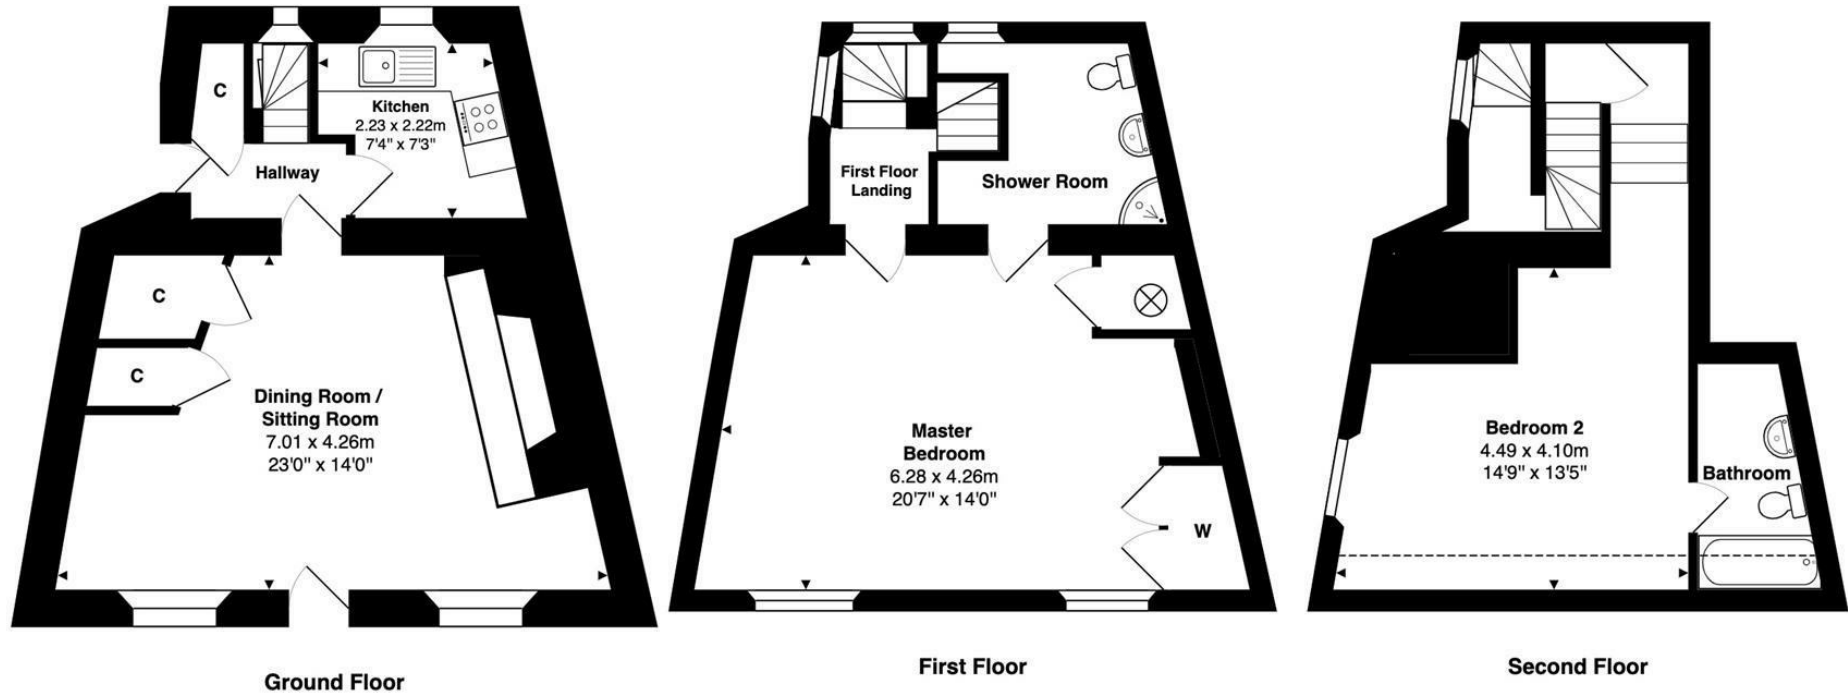 C
Kitchen
2.23 x 2.22m
7'4" x 7'3"
Hallway
C
C
Dining Room /
Sitting Room
7.01 x 4.26m
23'0" x 14'0"
Ground Floor
First Floor
Landing
Shower Room
Master
Bedroom
6.28 x 4.26m
20'7" x 14'0"
W
First Floor
Bedroom 2
4.49 x 4.10m
14'9" x 13'5"
Bathroom
Second Floor